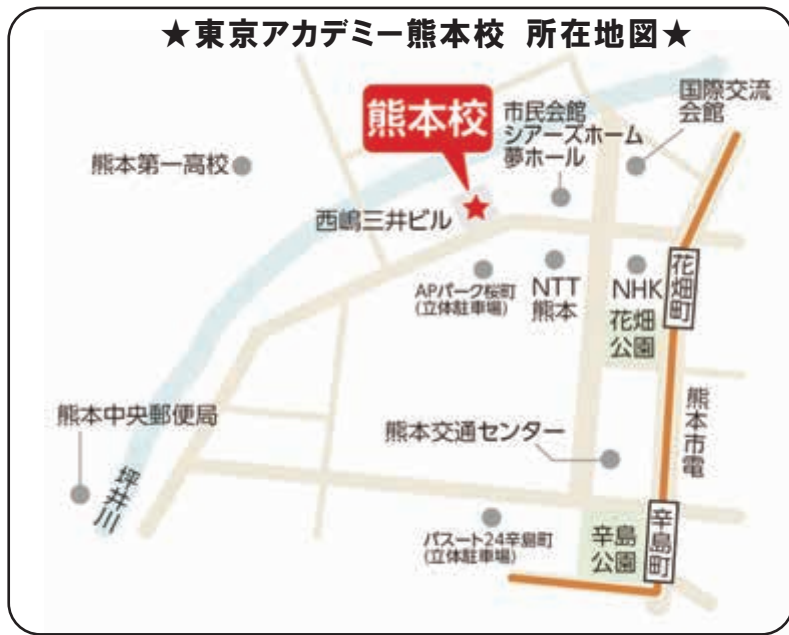 ★東京アカデミー熊本校 所在地図★
熊本校
市民会館
シアーズホーム
夢ホール
国際交流
会館
熊本第一高校
西嶋三井ビル
APパーク桜町
(立体駐車場)
NTT
熊本
NHK
花畑
公園
花畑町
熊本市電
熊本中央郵便局
熊本交通センター
坪井川
パスート24辛島町
(立体駐車場)
辛島
公園
辛島町